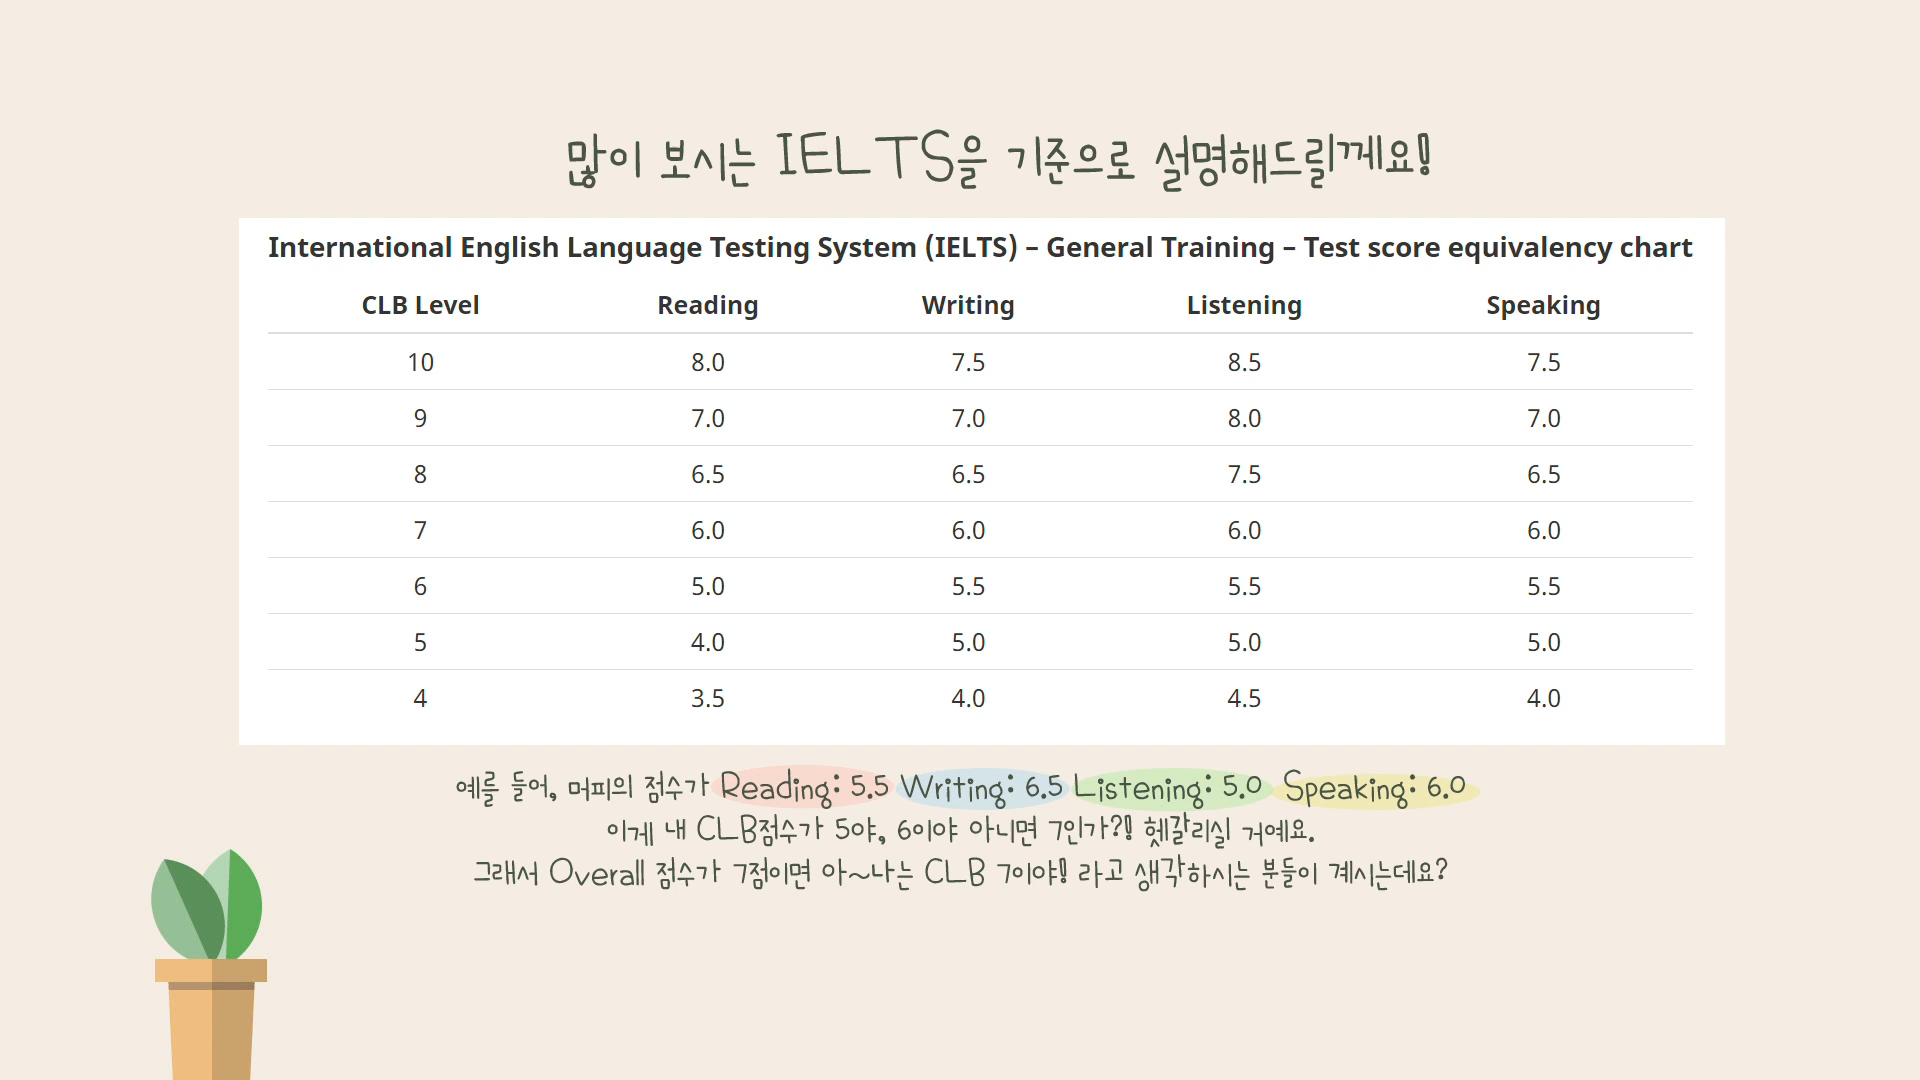 많이 보시는 IELTS을 기준으로 설명해드릴게요!
International English Language Testing System (IELTS) – General Training – Test score equivalency chart
CLB Level Reading Writing Listening Speaking
10 8.0 7.5 8.5 7.5
9 7.0 7.0 8.0 7.0
8 6.5 6.5 7.5 6.5
7 6.0 6.0 6.0 6.0
6 5.0 5.5 5.5 5.5
5 4.0 5.0 5.0 5.0
4 3.5 4.0 4.5 4.0
예를 들어, 머피의 점수가 Reading: 5.5 Writing: 6.5 Listening: 5.0 Speaking: 6.0
이게 내 CLB점수가 5야, 6이야 아니면 7인가?! 헷갈리실 거예요.
그래서 Overall 점수가 7점이면 아~나는 CLB 7이야! 라고 생각하시는 분들이 계시는데요?